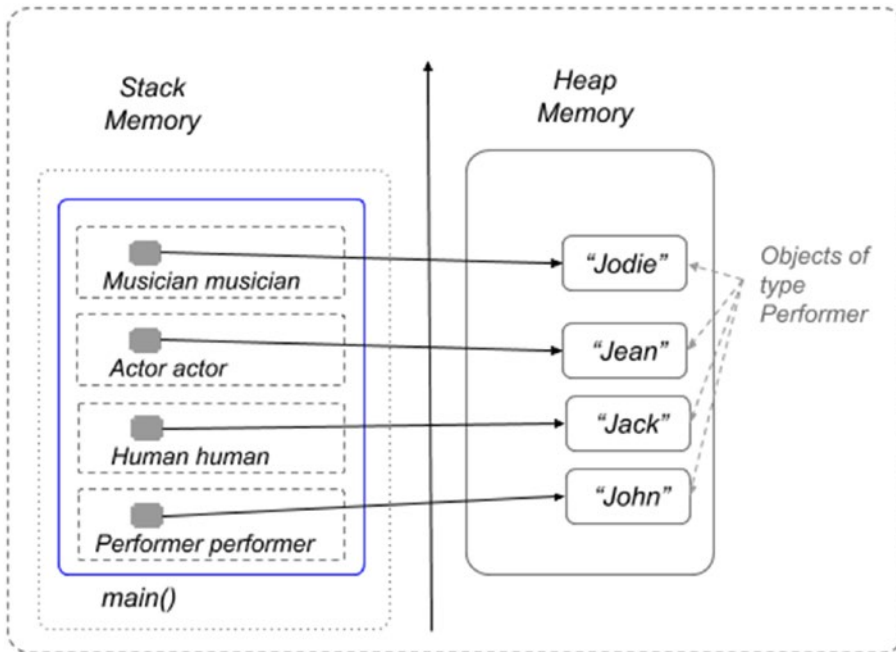 Stack
Memory
Heap
Memory
Musician musician
Actor actor
Human human
Performer performer
main()
“Jodie”
“Jean”
“Jack”
“John”
Objects of
type
Performer